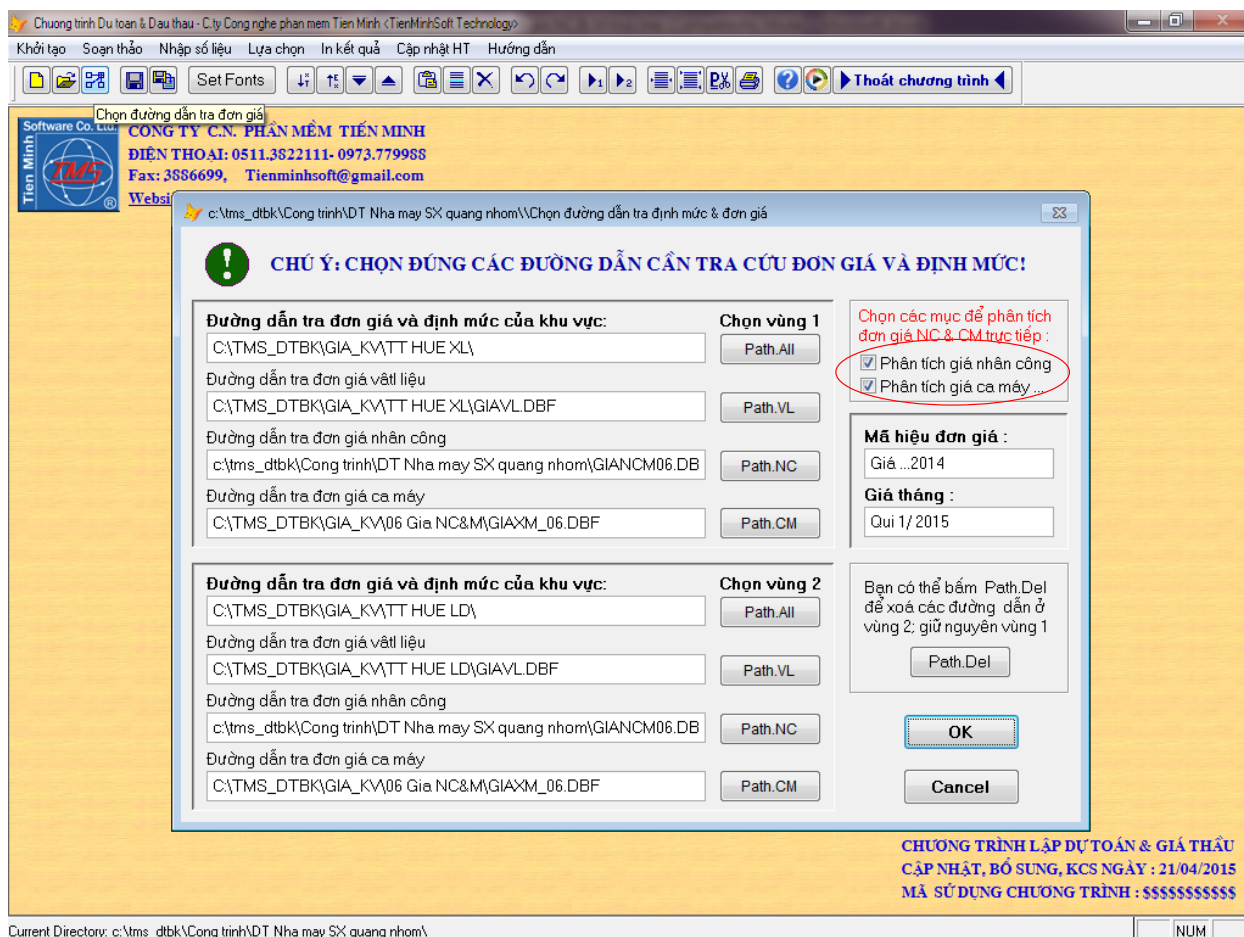 Chuong trinh Du toan & Dau thau - C.ty Cong nghe phan mem Tien Minh <TienMinhSoft Technology>
Khởi tạo Soạn thảo Nhập số liệu Lựa chọn In kết quả Cập nhật HT Hướng dẫn
Set Fonts Thoát chương trình
Chọn đường dẫn tra đơn giá
Software Co. Ltd.
Tien Minh
TMS
®
CÔNG TY C.N. PHẦN MỀM TIẾN MINH
ĐIỆN THOẠI: 0511.3822111- 0973.779988
Fax: 3886699, Tienminhsoft@gmail.com
Websi
c:\tms_dtbk\Cong trinh\DT Nha may SX quang nhom\\Chọn đường dẫn tra định mức & đơn giá
CHÚ Ý: CHỌN ĐÚNG CÁC ĐƯỜNG DẪN CẦN TRA CỨU ĐƠN GIÁ VÀ ĐỊNH MỨC!
Đường dẫn tra đơn giá và định mức của khu vực: Chọn vùng 1
C:\TMS_DTBK\GIA_KV\TT HUE XL\ Path.All
Đường dẫn tra đơn giá vâtl liệu
C:\TMS_DTBK\GIA_KV\TT HUE XL\GIAVL.DBF Path.VL
Đường dẫn tra đơn giá nhân công
c:\tms_dtbk\Cong trinh\DT Nha may SX quang nhom\GIANCM06.DB Path.NC
Đường dẫn tra đơn giá ca máy
C:\TMS_DTBK\GIA_KV\06 Gia NC&M\GIAXM_06.DBF Path.CM
Chọn các mục để phân tích
đơn giá NC & CM trực tiếp :
Phân tích giá nhân công
Phân tích giá ca máy ...
Mã hiệu đơn giá :
Giá ...2014
Giá tháng :
Qui 1/ 2015
Đường dẫn tra đơn giá và định mức của khu vực: Chọn vùng 2
C:\TMS_DTBK\GIA_KV\TT HUE LD\ Path.All
Đường dẫn tra đơn giá vâtl liệu
C:\TMS_DTBK\GIA_KV\TT HUE LD\GIAVL.DBF Path.VL
Đường dẫn tra đơn giá nhân công
c:\tms_dtbk\Cong trinh\DT Nha may SX quang nhom\GIANCM06.DB Path.NC
Đường dẫn tra đơn giá ca máy
C:\TMS_DTBK\GIA_KV\06 Gia NC&M\GIAXM_06.DBF Path.CM
Bạn có thể bấm Path.Del
để xoá các đường dẫn ở
vùng 2; giữ nguyên vùng 1
Path.Del
OK
Cancel
CHƯƠNG TRÌNH LẬP DỰ TOÁN & GIÁ THẦU
CẬP NHẬT, BỔ SUNG, KCS NGÀY : 21/04/2015
MÃ SỬ DỤNG CHƯƠNG TRÌNH : $$$$$$$$$$$
Current Directory: c:\tms_dtbk\Cong trinh\DT Nha may SX quang nhom\ NUM